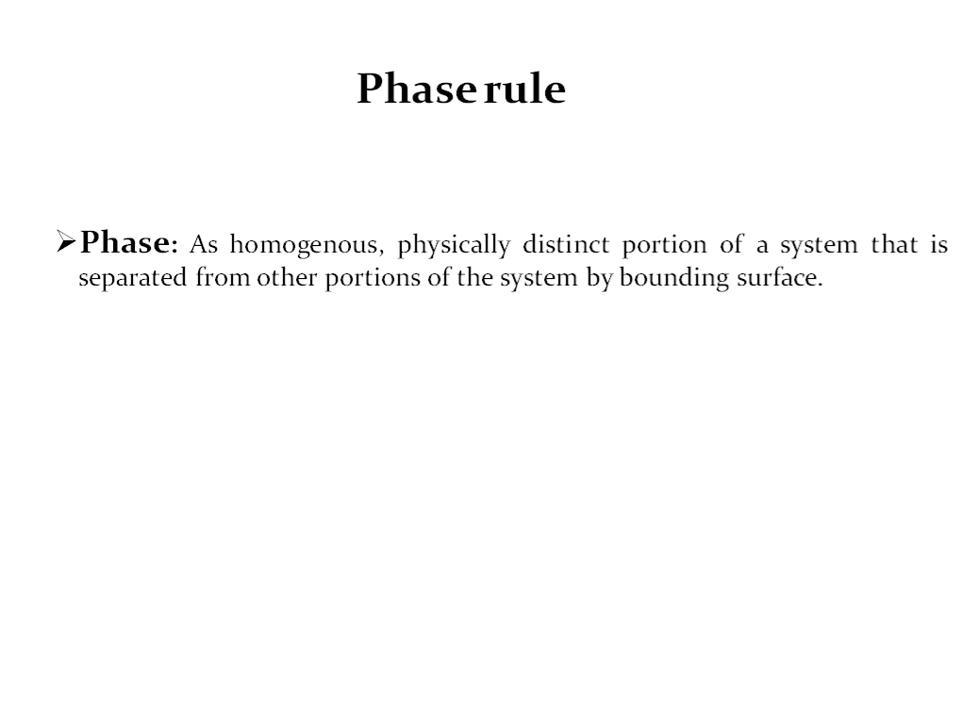 Phase rule
➢Phase: As homogenous, physically distinct portion of a system that is
separated from other portions of the system by bounding surface.